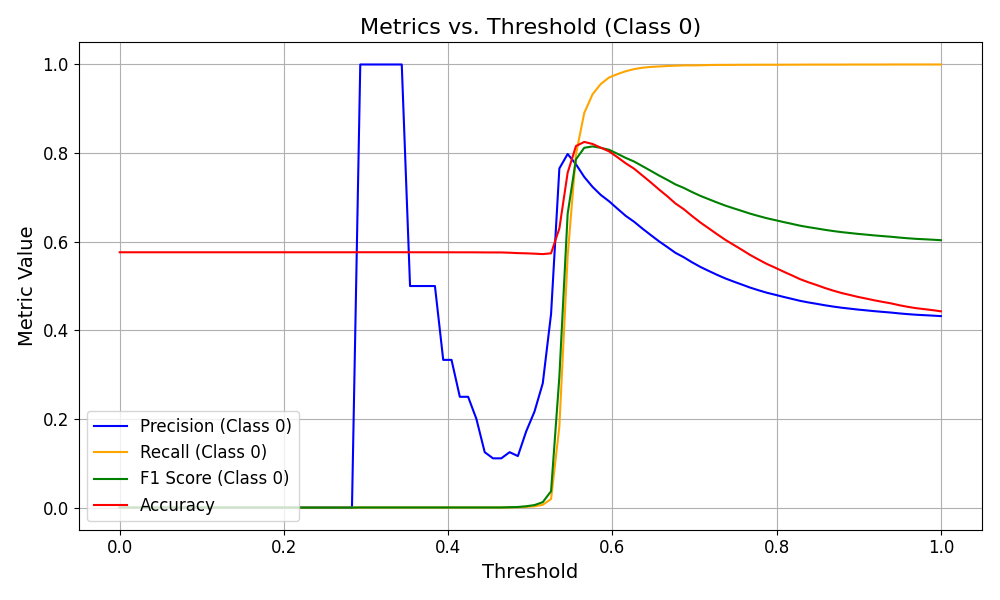 Metrics vs. Threshold (Class 0)
Metric Value
1.0
0.8
0.6
0.4
0.2
0.0
Precision (Class 0)
Recall (Class 0)
F1 Score (Class 0)
Accuracy
0.0 0.2 0.4 0.6 0.8 1.0
Threshold